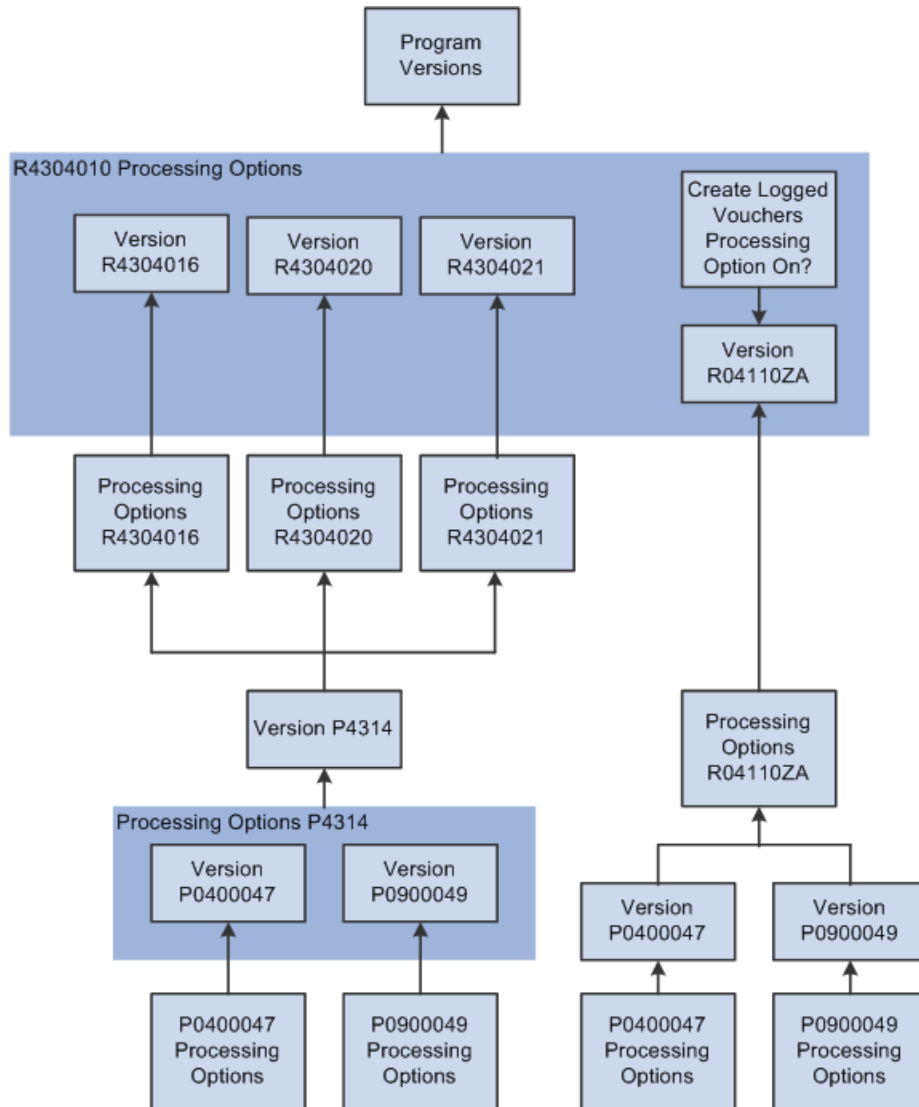 Program
Versions
R4304010 Processing Options
Version
R4304016
Version
R4304020
Version
R4304021
Create Logged
Vouchers
Processing
Option On?
Version
R04110ZA
Processing
Options
R4304016
Processing
Options
R4304020
Processing
Options
R4304021
Version P4314
Processing
Options
R04110ZA
Processing Options P4314
Version
P0400047
Version
P0900049
Version
P0400047
Version
P0900049
P0400047
Processing
Options
P0900049
Processing
Options
P0400047
Processing
Options
P0900049
Processing
Options